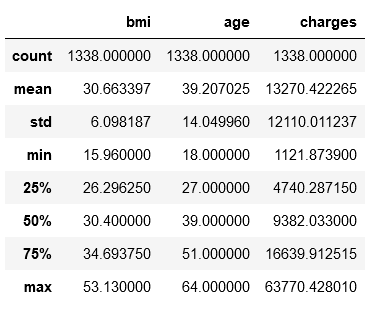 bmi age charges
count 1338.000000 1338.000000 1338.000000
mean 30.663397 39.207025 13270.422265
std 6.098187 14.049960 12110.011237
min 15.960000 18.000000 1121.873900
25% 26.296250 27.000000 4740.287150
50% 30.400000 39.000000 9382.033000
75% 34.693750 51.000000 16639.912515
max 53.130000 64.000000 63770.428010